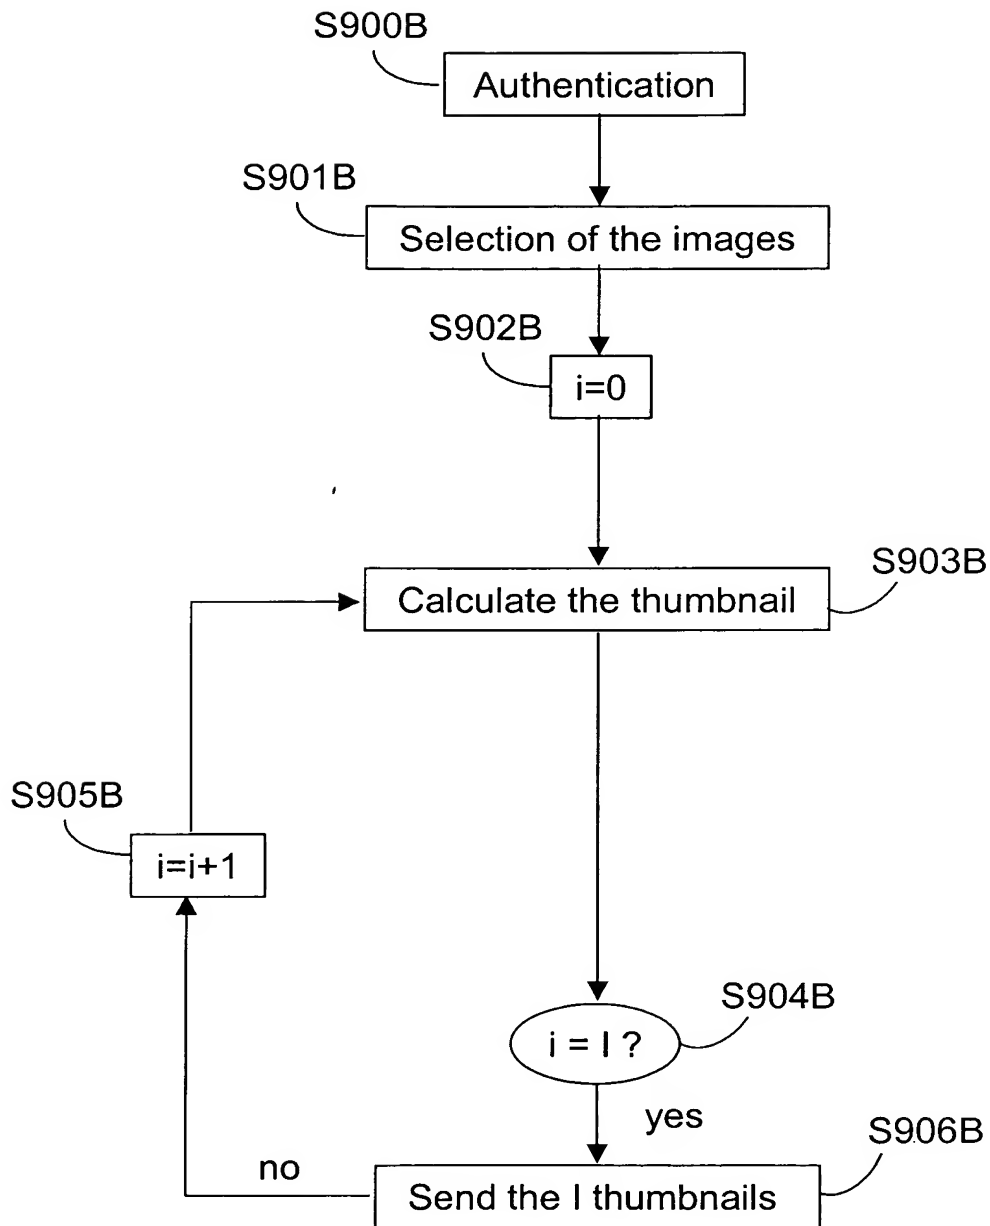 S900B
Authentication
S901B
Selection of the images
S902B
i=0
S903B
Calculate the thumbnail
S905B
i=i+1
S904B
i = I ?
yes
S906B
no
Send the I thumbnails